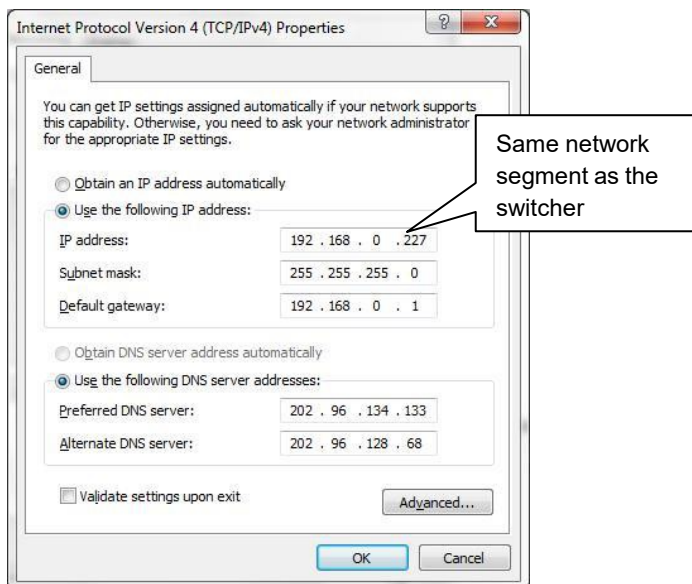 Internet Protocol Version 4 (TCP/IPv4) Properties
General
You can get IP settings assigned automatically if your network supports
this capability. Otherwise, you need to ask your network administrator
for the appropriate IP settings.
Same network
segment as the
switcher
Obtain an IP address automatically
Use the following IP address:
IP address: 192 . 168 . 0 . 227
Subnet mask: 255 . 255 . 255 . 0
Default gateway: 192 . 168 . 0 . 1
Obtain DNS server address automatically
Use the following DNS server addresses:
Preferred DNS server: 202 . 96 . 134 . 133
Alternate DNS server: 202 . 96 . 128 . 68
Validate settings upon exit
Advanced...
OK
Cancel